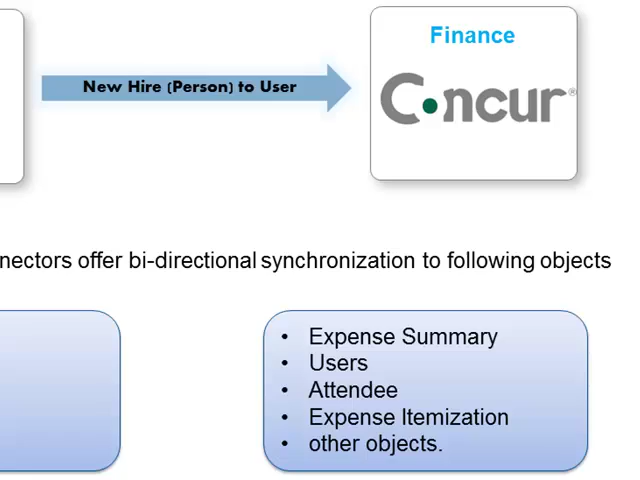 Finance
New Hire (Person) to User
Concur®
nectors offer bi-directional synchronization to following objects
• Expense Summary
• Users
• Attendee
• Expense Itemization
• other objects.